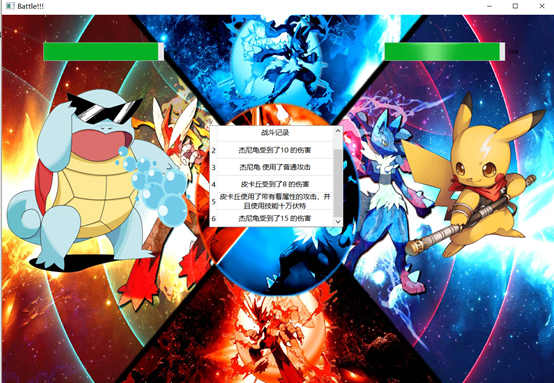 Battle!!!
战斗记录
2 杰尼龟受到了10 的伤害
3 杰尼龟 使用了普通攻击
4 皮卡丘受到了8 的伤害
5 皮卡丘使用了带有着属性的攻击，并
且使用技能十万伏特
6 杰尼龟受到了15 的伤害